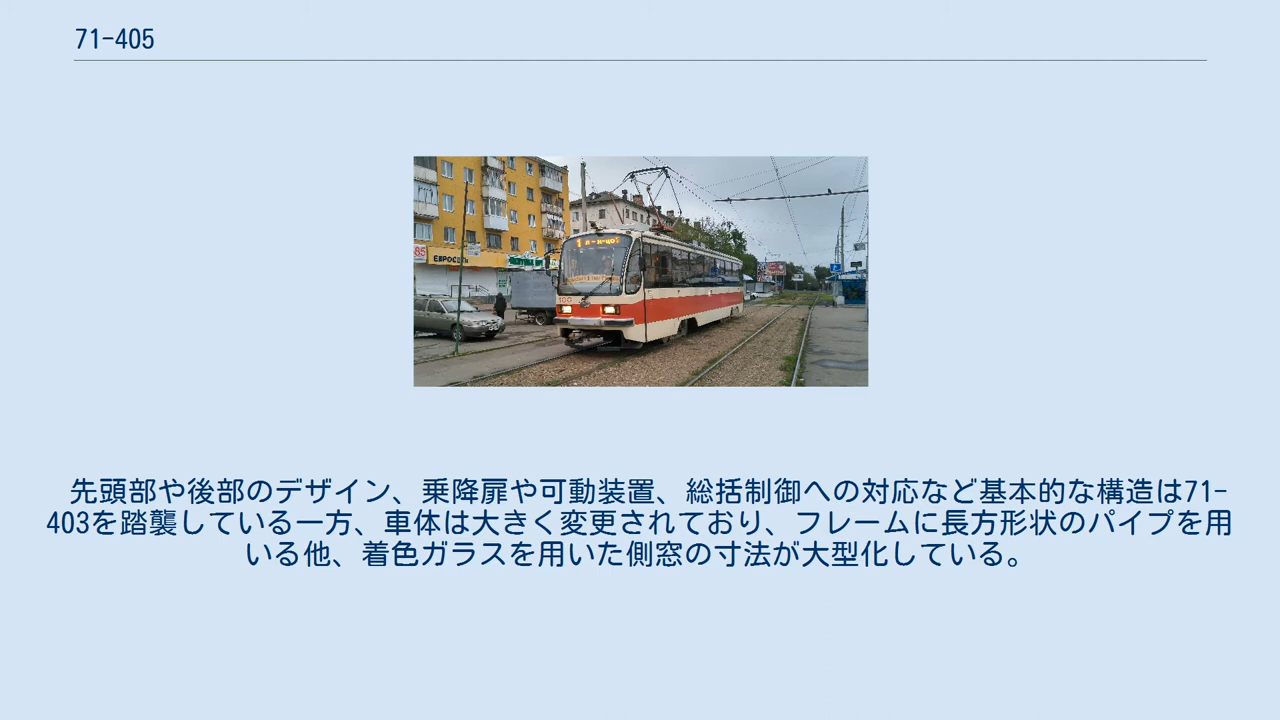 71-405
85
ЕВРОСЕТЬ
1
100
先頭部や後部のデザイン、乗降扉や可動装置、総括制御への対応など基本的な構造は71-
403を踏襲している一方、車体は大きく変更されており、フレームに長方形状のパイプを用
いる他、着色ガラスを用いた側窓の寸法が大型化している。